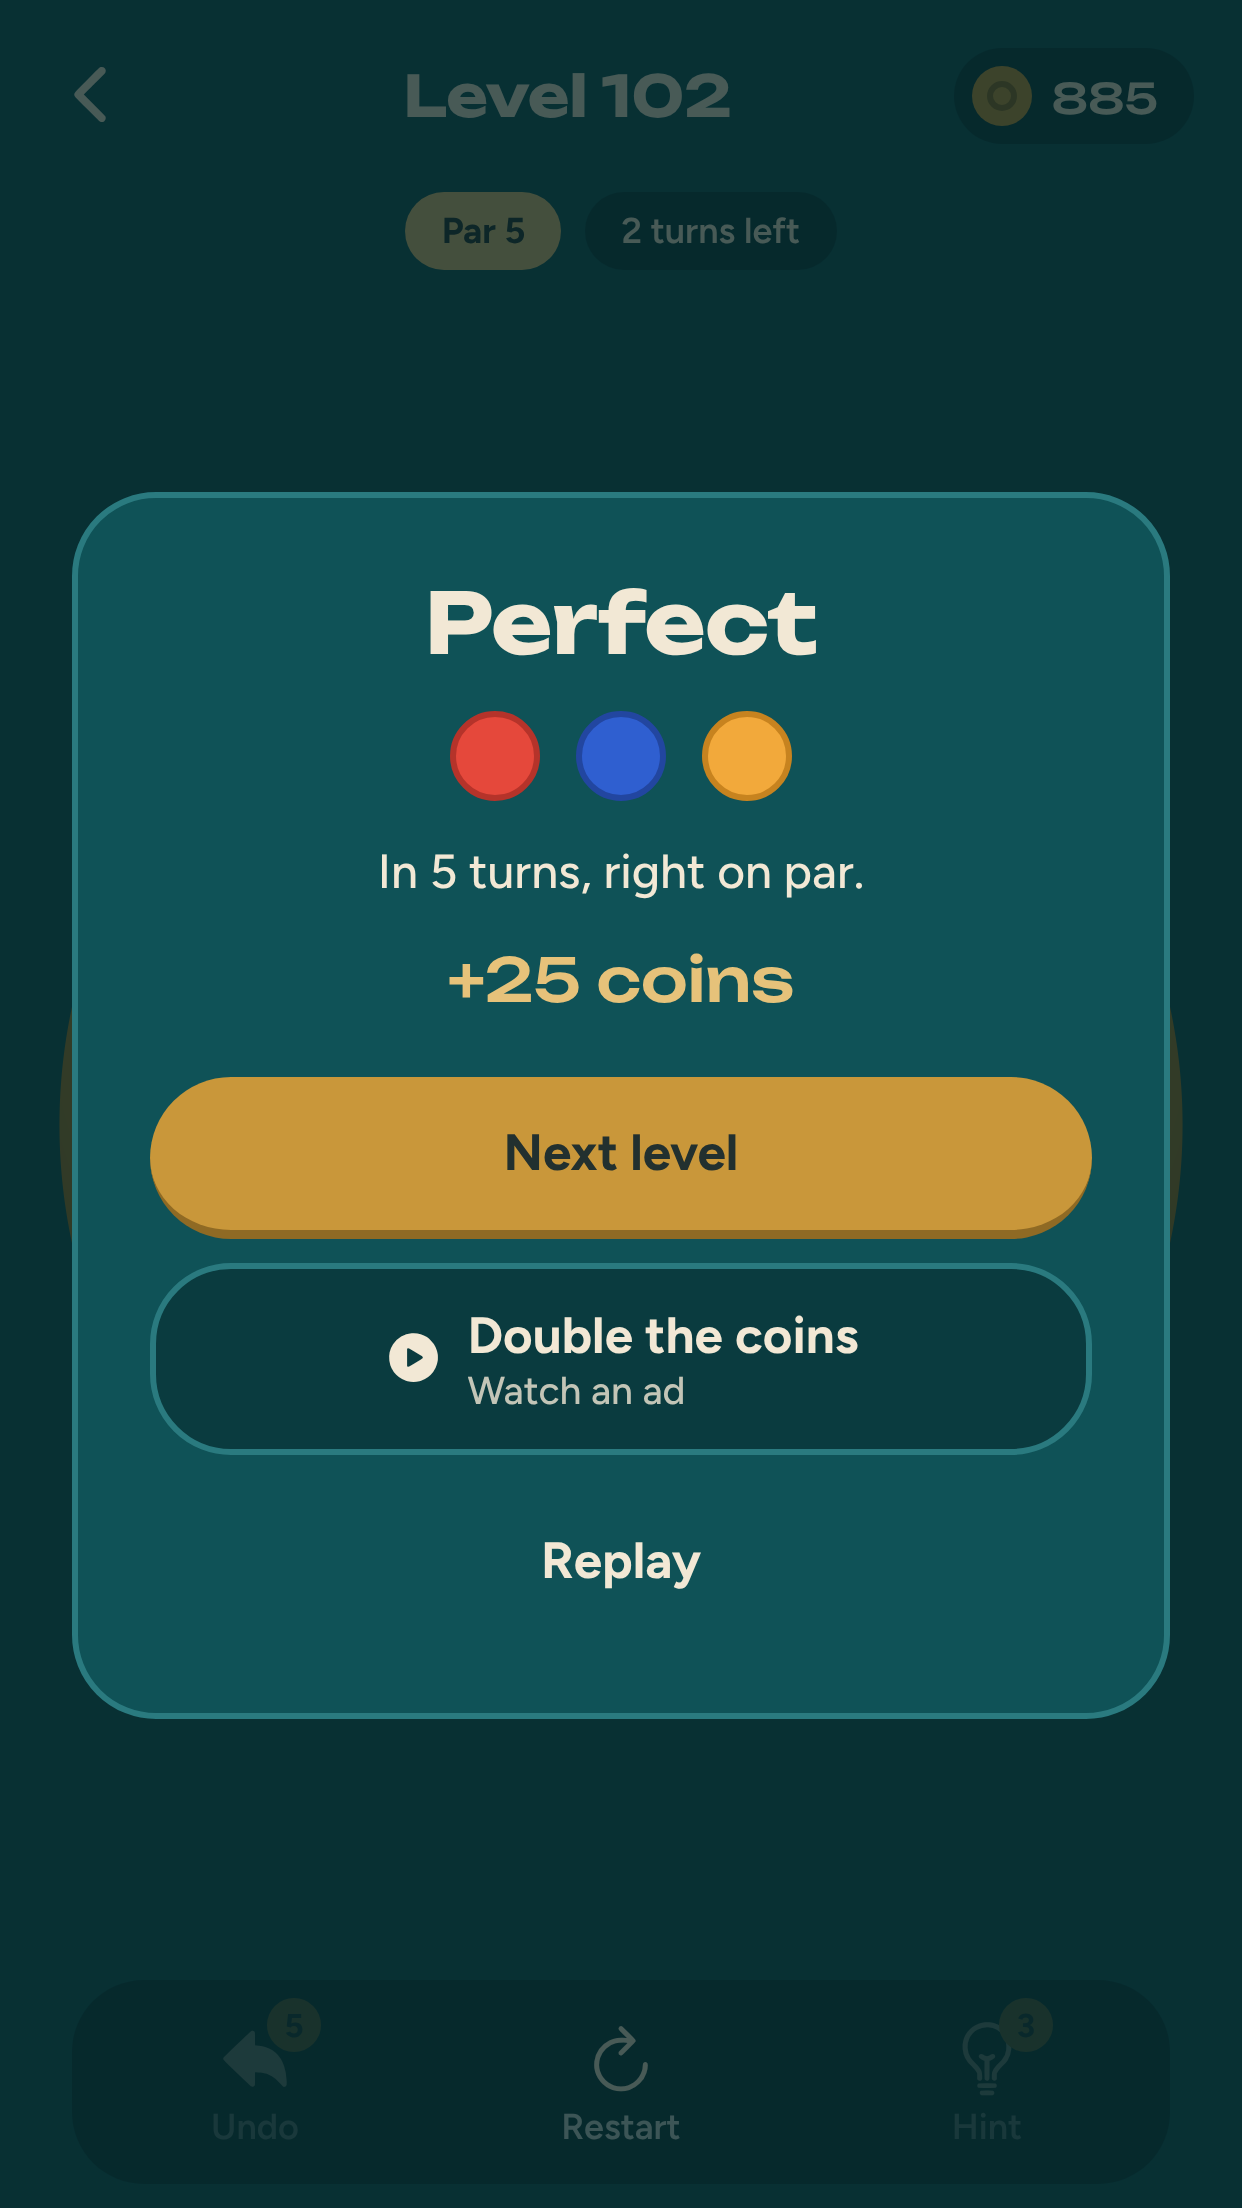 Level 102
885
Par 5
2 turns left
Perfect
In 5 turns, right on par.
+25 coins
Next level
Double the coins
Watch an ad
Replay
5
3
Undo
Restart
Hint